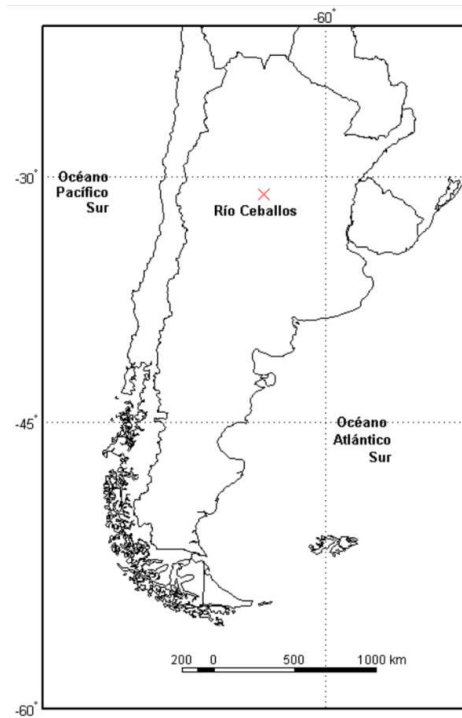 -60°
-30°
Océano
Pacífico
Sur
Río Ceballos
-45°
Océano
Atlántico
Sur
200 0 500 1000 km
-60°